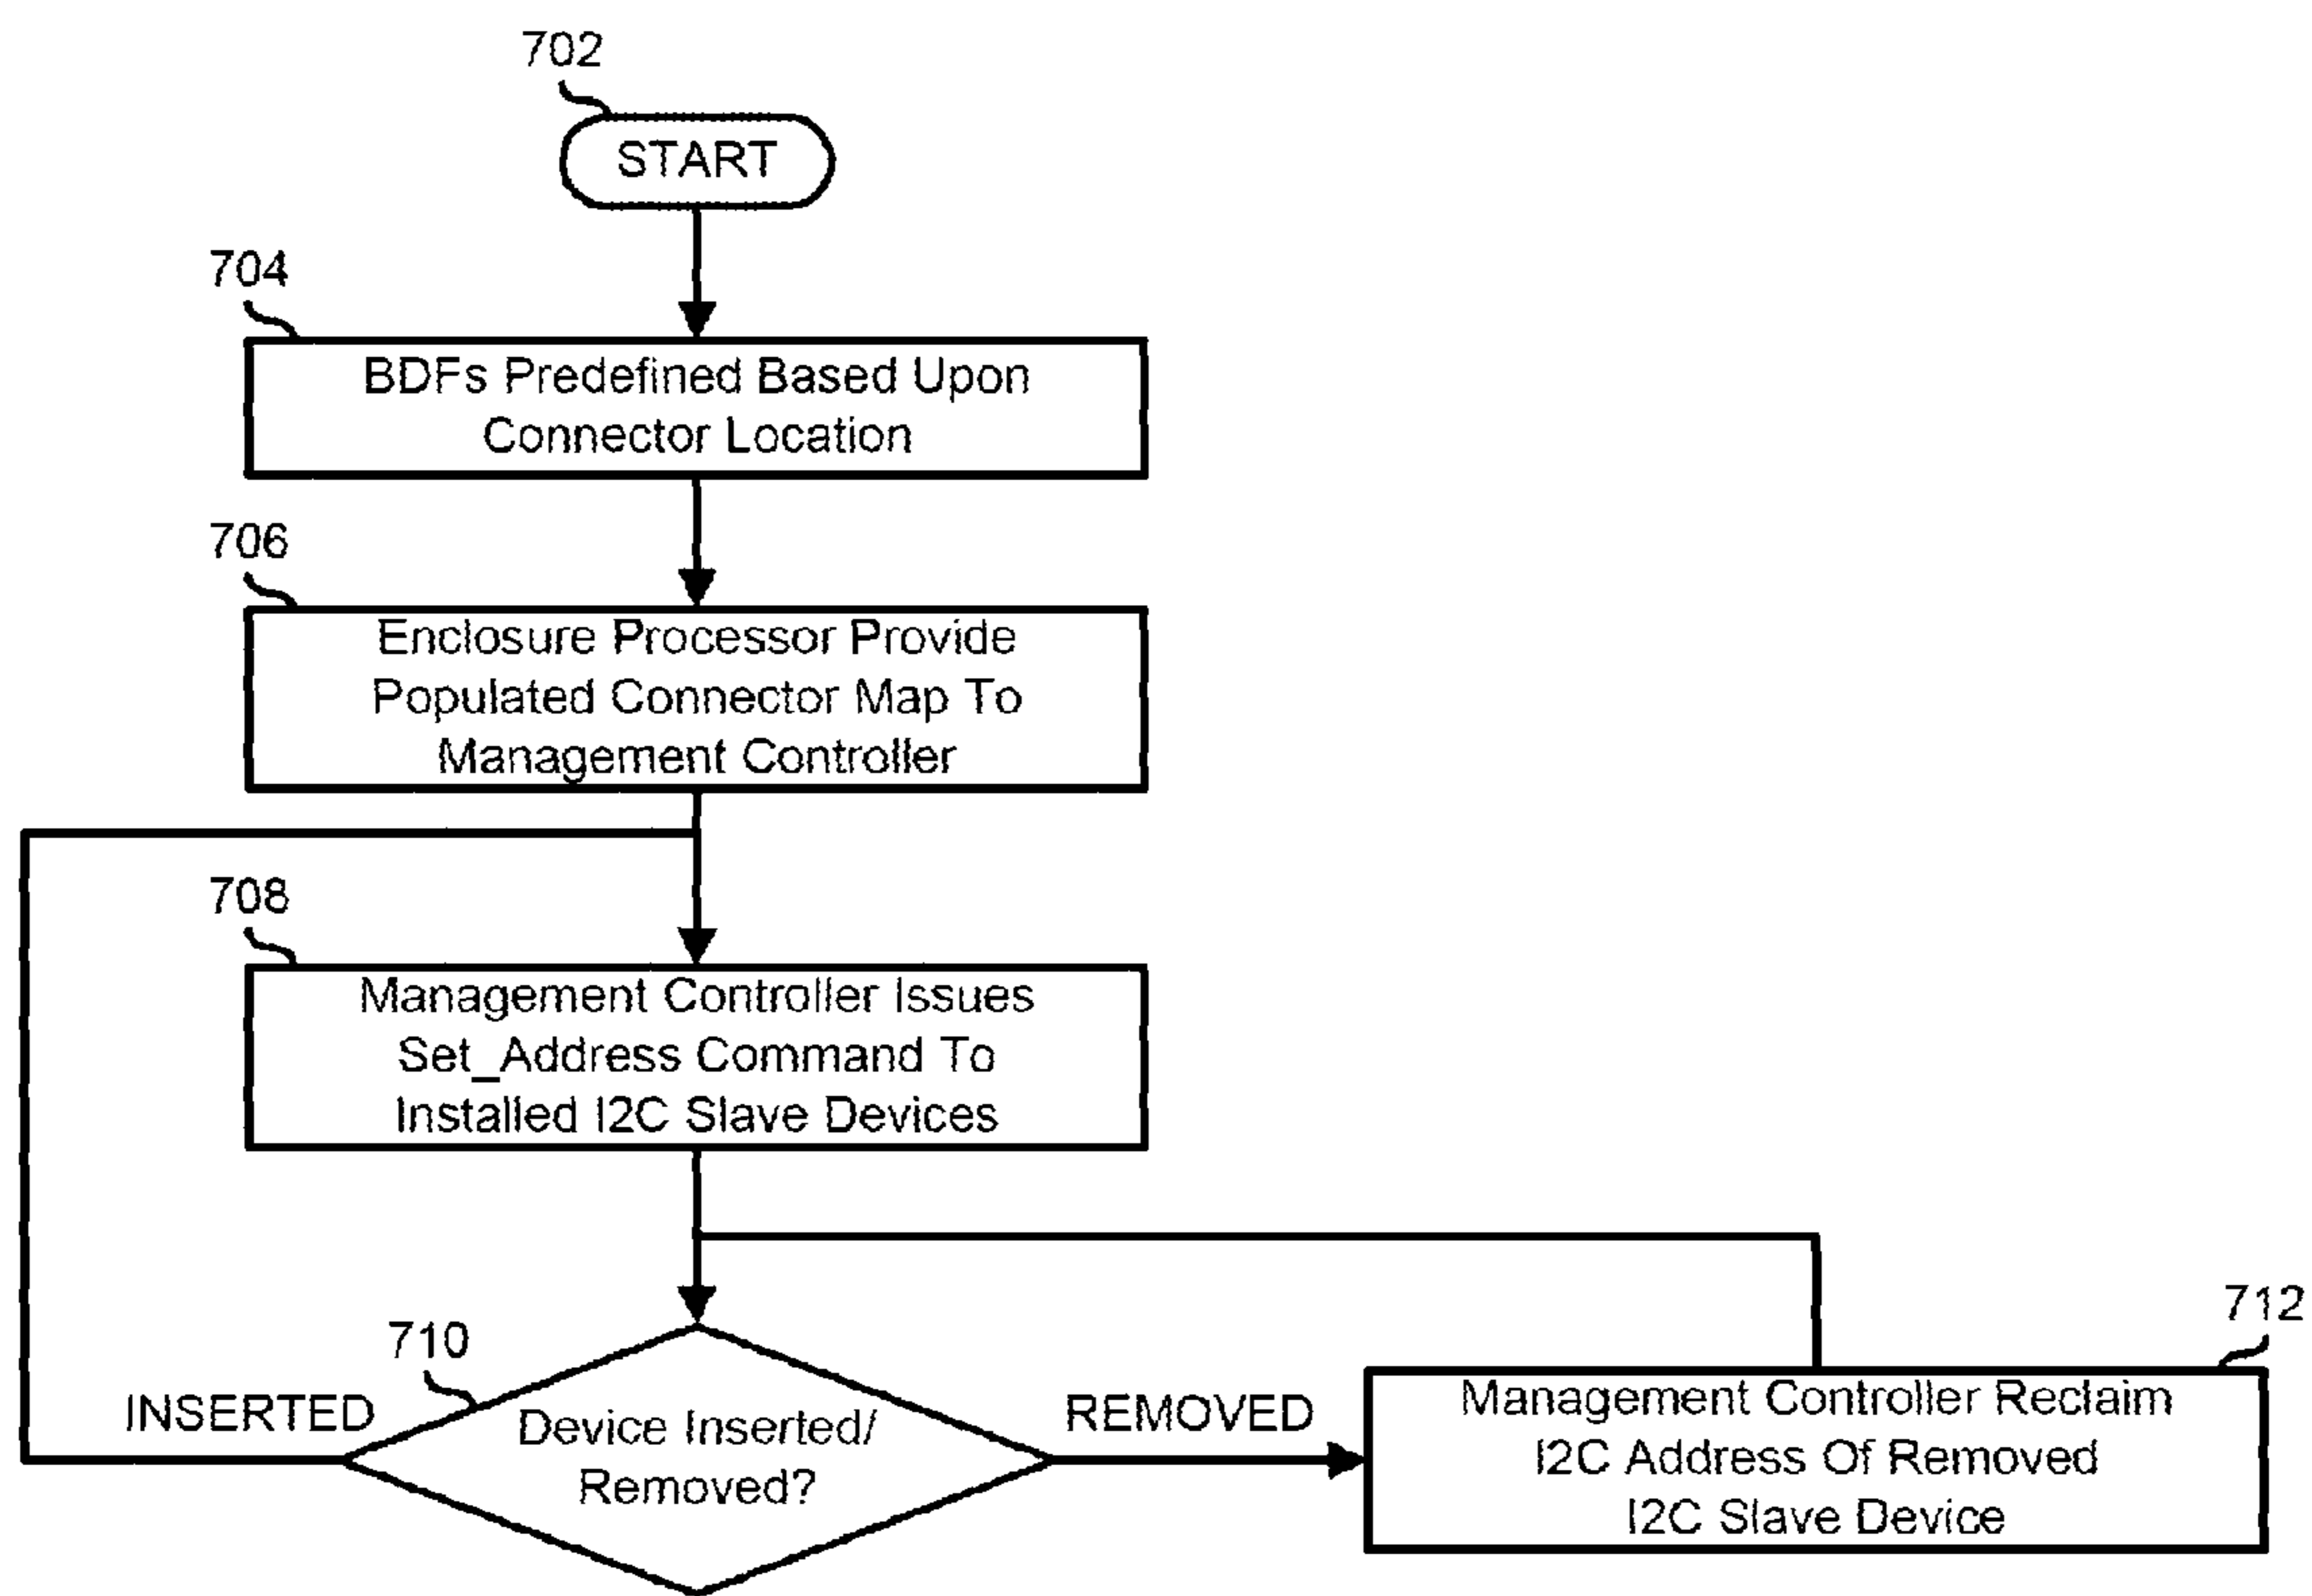 702
START
704
BDFs Predefined Based Upon
Connector Location
706
Enclosure Processor Provide
Populated Connector Map To
Management Controller
708
Management Controller Issues
Set_Address Command To
Installed I2C Slave Devices
710
INSERTED
Device Inserted/
Removed?
REMOVED
712
Management Controller Reclaim
I2C Address Of Removed
I2C Slave Device